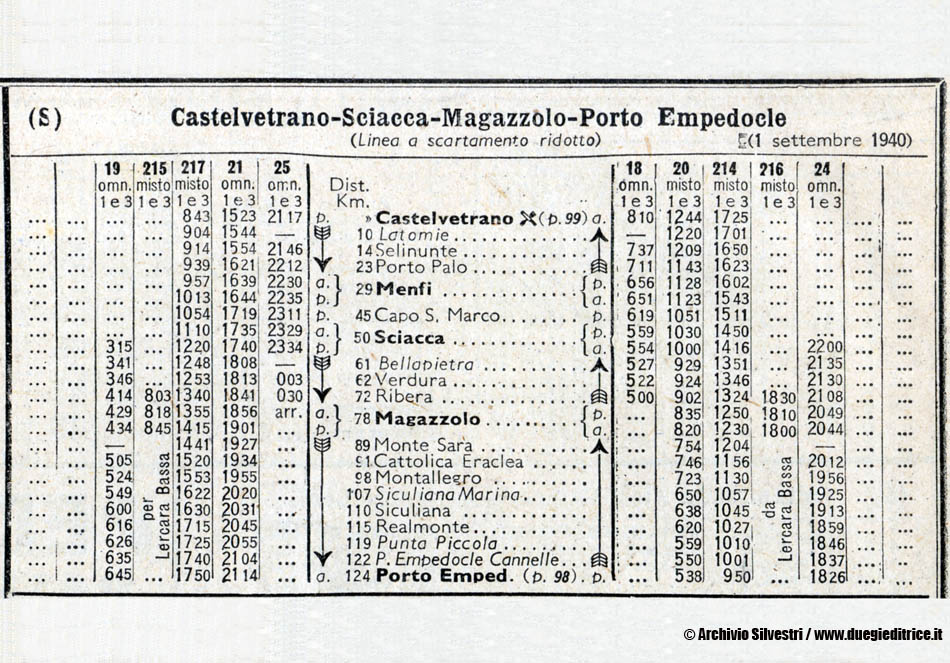 (S) Castelvetrano-Sciacca-Magazzolo-Porto Empedocle
(Linea a scartamento ridotto) (1 settembre 1940)
19 215 217 21 25 18 20 214 216 24
omn. misto misto omn. omn. Dist. omn. misto misto misto omn.
1 e 3 1 e 3 1 e 3 1 e 3 1 e 3 Km. 1 e 3 1 e 3 1 e 3 1 e 3 1 e 3
... ... ... ... 843 1523 2117 p. » Castelvetrano (p. 99) a. 810 1244 1725 ... ... ... ...
... ... ... ... 904 1544 — 10 Latomie — 1220 1701 ... ... ... ...
... ... ... ... 914 1554 2146 14 Selinunte 737 1209 1650 ... ... ... ...
... ... ... ... 939 1621 2212 23 Porto Palo 711 1143 1623 ... ... ... ...
... ... ... ... 957 1639 2230 a. 29 Menfi p. 656 1128 1602 ... ... ... ...
... ... ... ... 1013 1644 2235 p. a. 651 1123 1543 ... ... ... ...
... ... ... ... 1054 1719 2311 p. 45 Capo S. Marco p. 619 1051 1511 ... ... ... ...
... ... ... ... 1110 1735 2329 a. 50 Sciacca p. 559 1030 1450 ... ... ... ...
... ... 315 ... 1220 1740 2334 p. a. 554 1000 1416 ... 2200 ... ...
... ... 341 ... 1248 1808 — 61 Bellapietra 527 929 1351 ... 2135 ... ...
... ... 346 ... 1253 1813 003 62 Verdura 522 924 1346 ... 2130 ... ...
... ... 414 803 1340 1841 030 72 Ribera 500 902 1324 1830 2108 ... ...
... ... 429 818 1355 1856 arr. a. 78 Magazzolo p. ... 835 1250 1810 2049 ... ...
... ... 434 845 1415 1901 ... p. a. ... 820 1230 1800 2044 ... ...
... ... — 1441 1927 ... 89 Monte Sara ... 754 1204 — ... ...
... ... 505 1520 1934 ... 91 Cattolica Eraclea ... 746 1156 2012 ... ...
... ... 524 1553 1955 ... 98 Montallegro ... 723 1130 1956 ... ...
... ... 549 1622 2020 ... 107 Siculiana Marina ... 650 1057 1925 ... ...
... ... 600 1630 2031 ... 110 Siculiana ... 638 1045 1913 ... ...
... ... 616 1715 2045 ... 115 Realmonte ... 620 1027 1859 ... ...
... ... 626 1725 2055 ... 119 Punta Piccola ... 559 1010 1846 ... ...
... ... 635 1740 2104 ... 122 P. Empedocle Cannelle ... 550 1001 1837 ... ...
... ... 645 ... 1750 2114 ... a. 124 Porto Emped. (p. 98) p. ... 538 950 ... 1826 ... ...
per Lercara Bassa
da Lercara Bassa
© Archivio Silvestri / www.duegieditrice.it